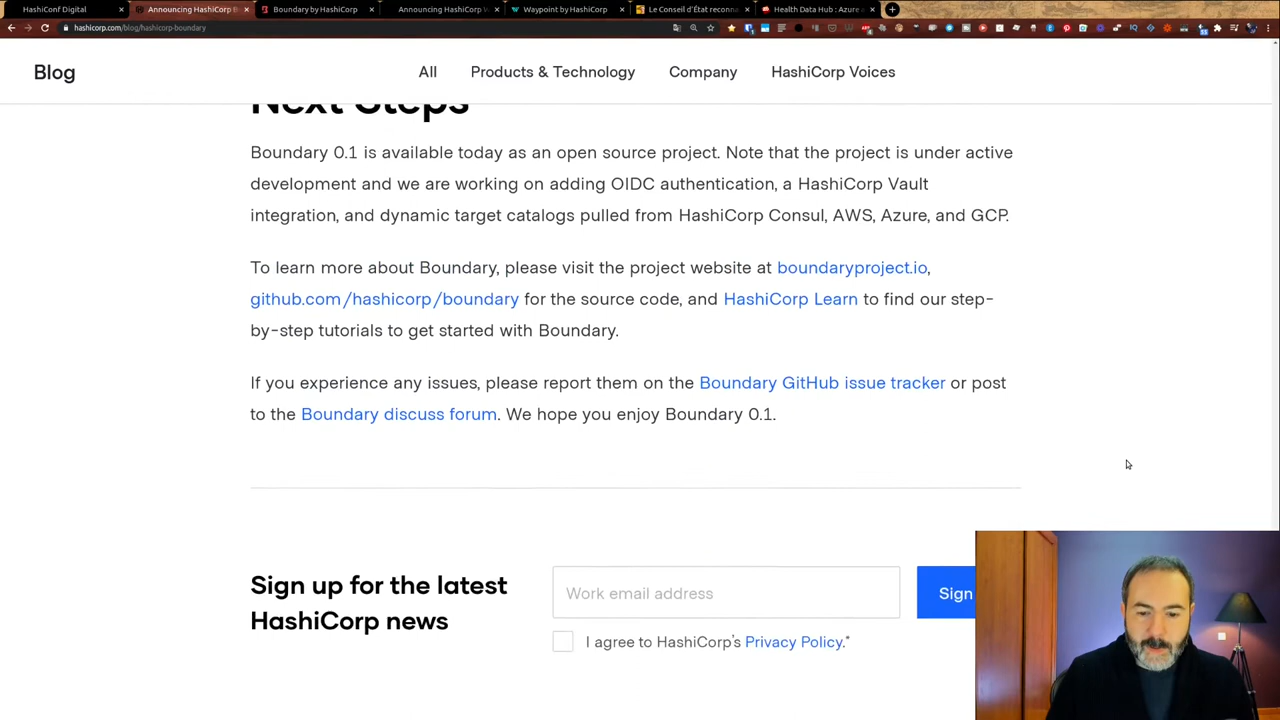 HashiConf Digital
Announcing HashiCorp B
Boundary by HashiCorp
Announcing HashiCorp
Waypoint by HashiCorp
Le Conseil d'État reconna
Health Data Hub : Azure
hashicorp.com/blog/hashicorp-boundary
Blog
All
Products & Technology
Company
HashiCorp Voices
Next Steps
Boundary 0.1 is available today as an open source project. Note that the project is under active
development and we are working on adding OIDC authentication, a HashiCorp Vault
integration, and dynamic target catalogs pulled from HashiCorp Consul, AWS, Azure, and GCP.
To learn more about Boundary, please visit the project website at boundaryproject.io,
github.com/hashicorp/boundary for the source code, and HashiCorp Learn to find our step-
by-step tutorials to get started with Boundary.
If you experience any issues, please report them on the Boundary GitHub issue tracker or post
to the Boundary discuss forum. We hope you enjoy Boundary 0.1.
Sign up for the latest
HashiCorp news
Work email address
Sign
I agree to HashiCorp's Privacy Policy.*